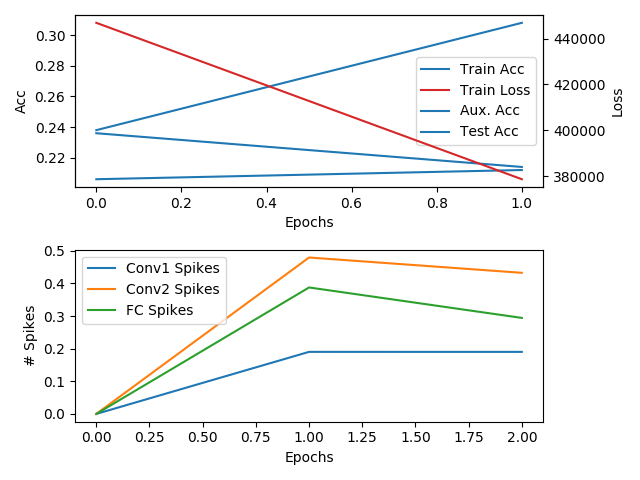 0.30
0.28
0.26
0.24
0.22
Acc
440000
420000
400000
380000
Loss
Train Acc
Train Loss
Aux. Acc
Test Acc
0.0 0.2 0.4 0.6 0.8 1.0
Epochs
0.5
0.4
0.3
0.2
0.1
0.0
# Spikes
Conv1 Spikes
Conv2 Spikes
FC Spikes
0.00 0.25 0.50 0.75 1.00 1.25 1.50 1.75 2.00
Epochs